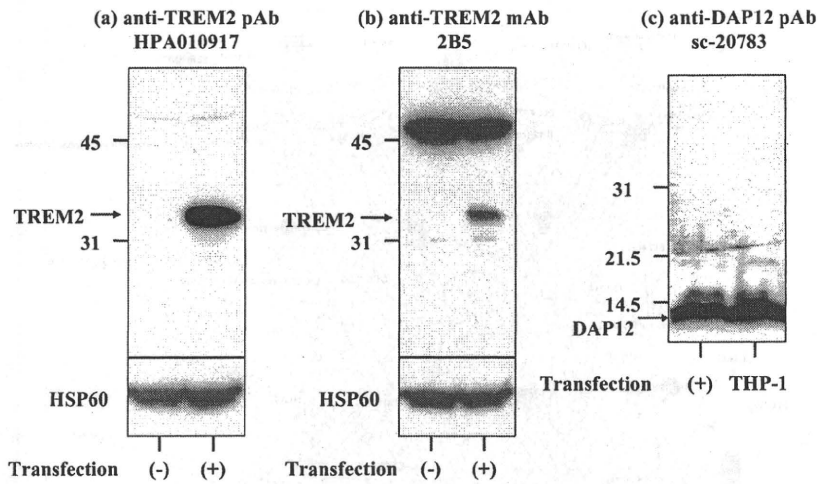 (a) anti-TREM2 pAb
HPA010917
45
TREM2
31
HSP60
Transfection (-) (+)
(b) anti-TREM2 mAb
2B5
45
TREM2
31
HSP60
Transfection (-) (+)
(c) anti-DAP12 pAb
sc-20783
31
21.5
14.5
DAP12
Transfection (+) THP-1